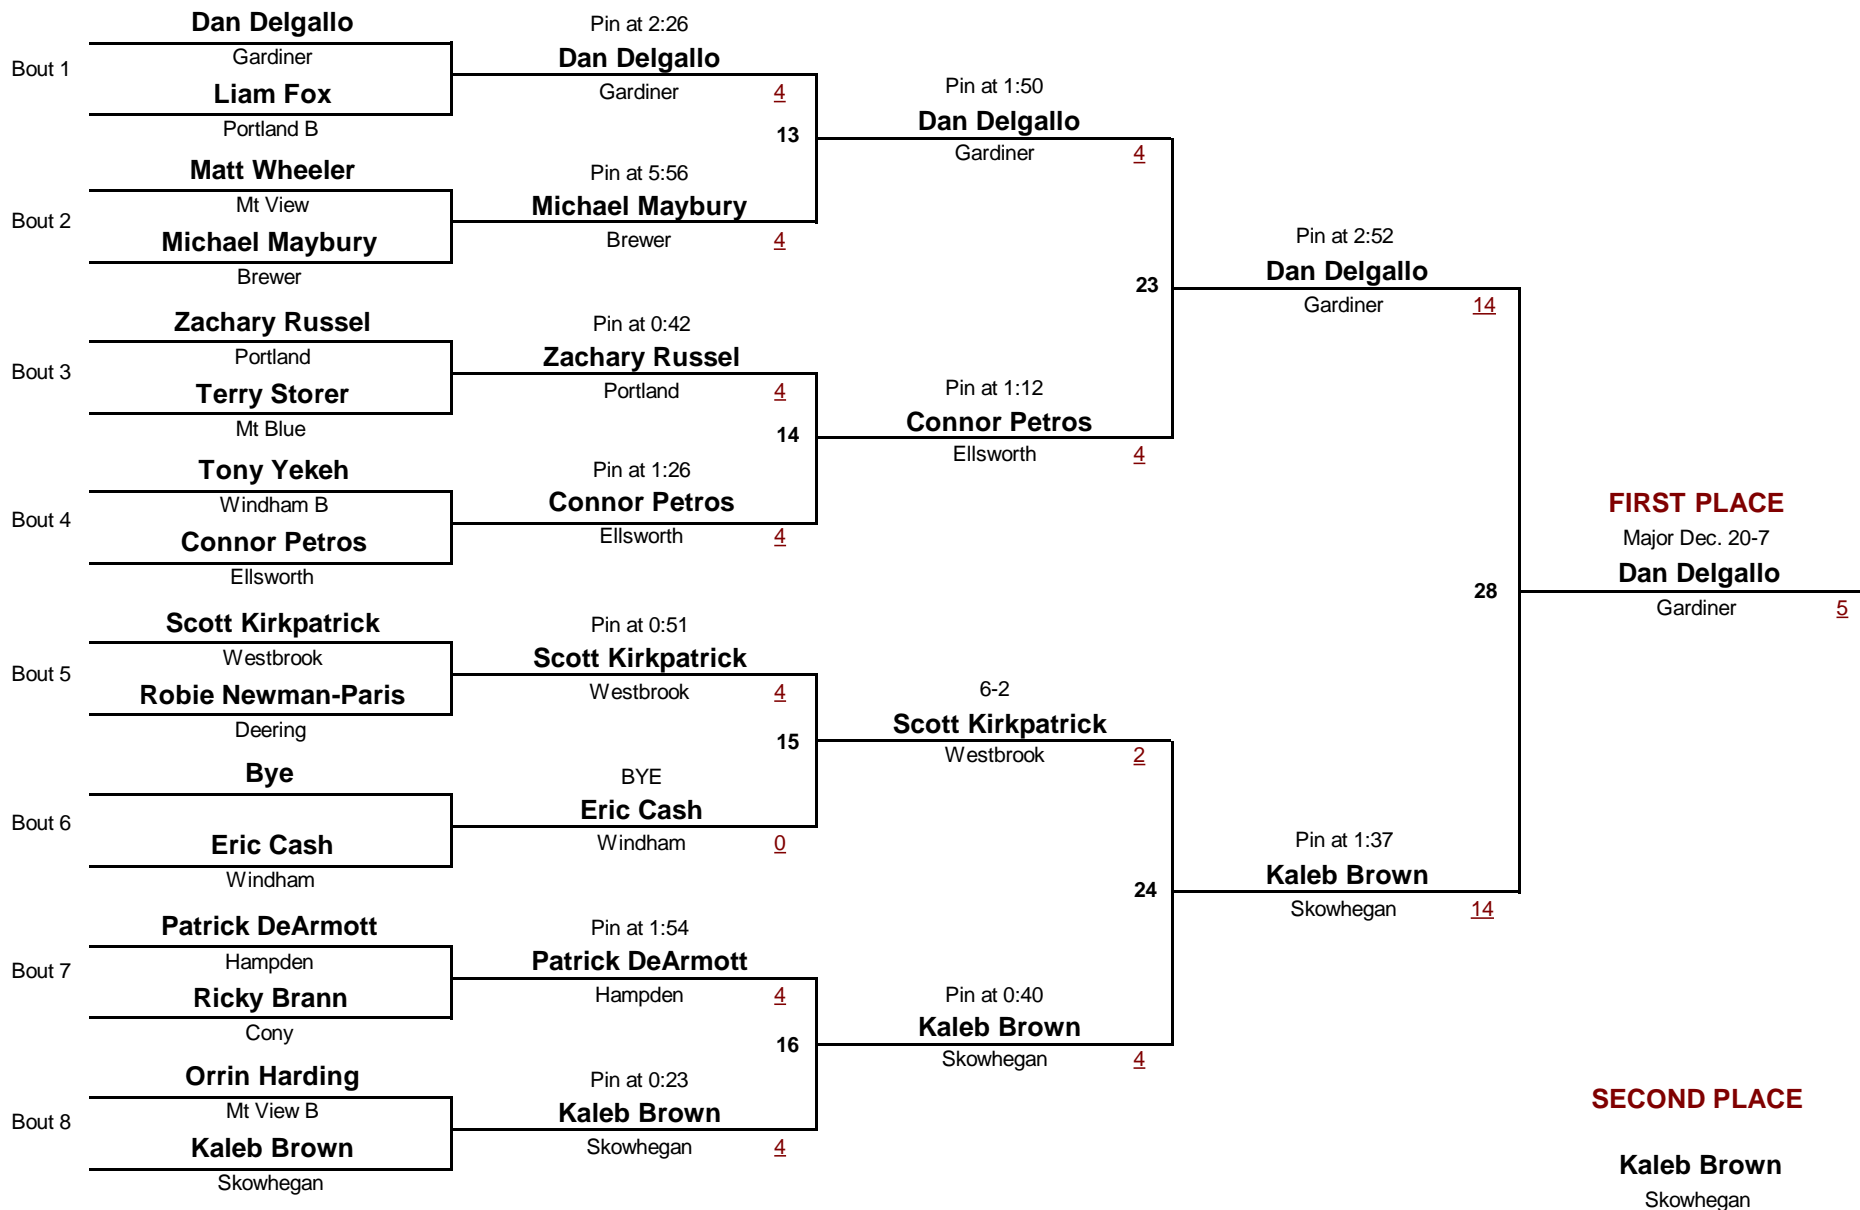 Dan Delgallo
Gardiner
Bout 1
Liam Fox
Portland B
Matt Wheeler
Mt View
Bout 2
Michael Maybury
Brewer
Zachary Russel
Portland
Bout 3
Terry Storer
Mt Blue
Tony Yekeh
Windham B
Bout 4
Connor Petros
Ellsworth
Scott Kirkpatrick
Westbrook
Bout 5
Robie Newman-Paris
Deering
Bye
Bout 6
Eric Cash
Windham
Patrick DeArmott
Hampden
Bout 7
Ricky Brann
Cony
Orrin Harding
Mt View B
Bout 8
Kaleb Brown
Skowhegan
Pin at 2:26
Dan Delgallo
Gardiner 4
13
Pin at 5:56
Michael Maybury
Brewer 4
Pin at 0:42
Zachary Russel
Portland 4
14
Pin at 1:26
Connor Petros
Ellsworth 4
Pin at 0:51
Scott Kirkpatrick
Westbrook 4
15
BYE
Eric Cash
Windham 0
Pin at 1:54
Patrick DeArmott
Hampden 4
16
Pin at 0:23
Kaleb Brown
Skowhegan 4
Pin at 1:50
Dan Delgallo
Gardiner 4
23
Pin at 1:12
Connor Petros
Ellsworth 4
6-2
Scott Kirkpatrick
Westbrook 2
24
Pin at 0:40
Kaleb Brown
Skowhegan 4
Pin at 2:52
Dan Delgallo
Gardiner 14
28
Pin at 1:37
Kaleb Brown
Skowhegan 14
FIRST PLACE
Major Dec. 20-7
Dan Delgallo
Gardiner 5
SECOND PLACE
Kaleb Brown
Skowhegan